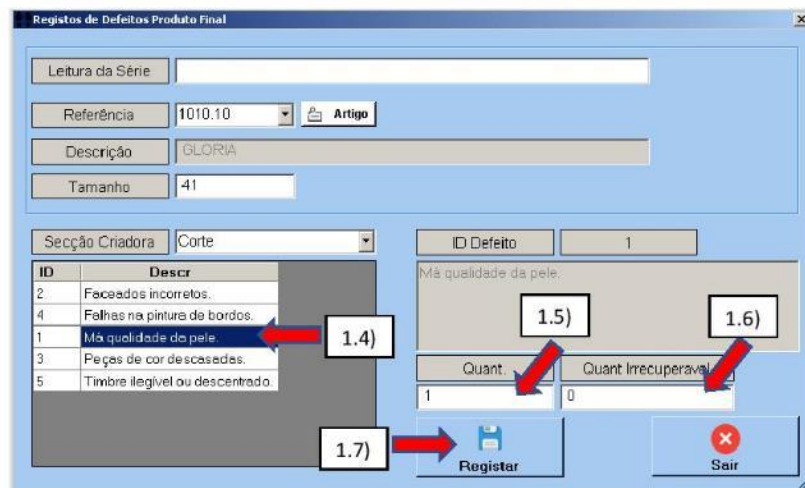 Registos de Defeitos Produto Final
Leitura da Série
Referência 1010.10 Artigo
Descrição GLORIA
Tamanho 41
Secção Criadora Corte
ID Defeito 1
ID Descr
2 Faceados incorretos.
4 Falhas na pintura de bordos.
1 Má qualidade da pele.
3 Peças de cor descasadas.
5 Timbre ilegível ou descentrado.
Má qualidade da pele.
1.4)
1.5)
1.6)
Quant. Quant Irrecuperavel
1 0
1.7)
Registar
Sair